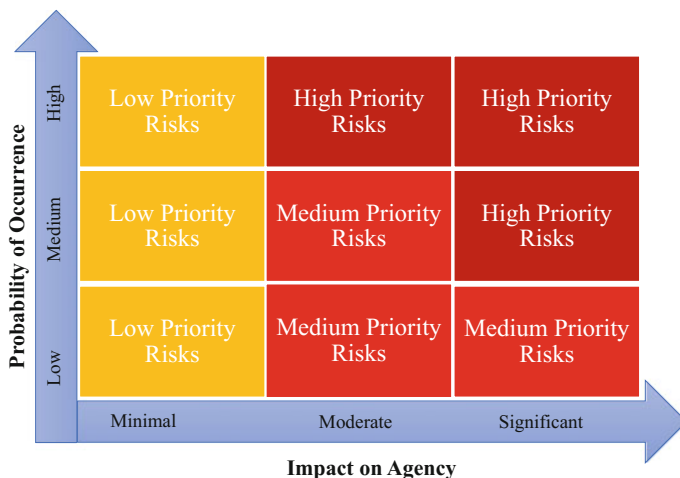 Probability of Occurrence
High
Medium
Low
Low Priority
Risks
High Priority
Risks
High Priority
Risks
Low Priority
Risks
Medium Priority
Risks
High Priority
Risks
Low Priority
Risks
Medium Priority
Risks
Medium Priority
Risks
Minimal
Moderate
Significant
Impact on Agency